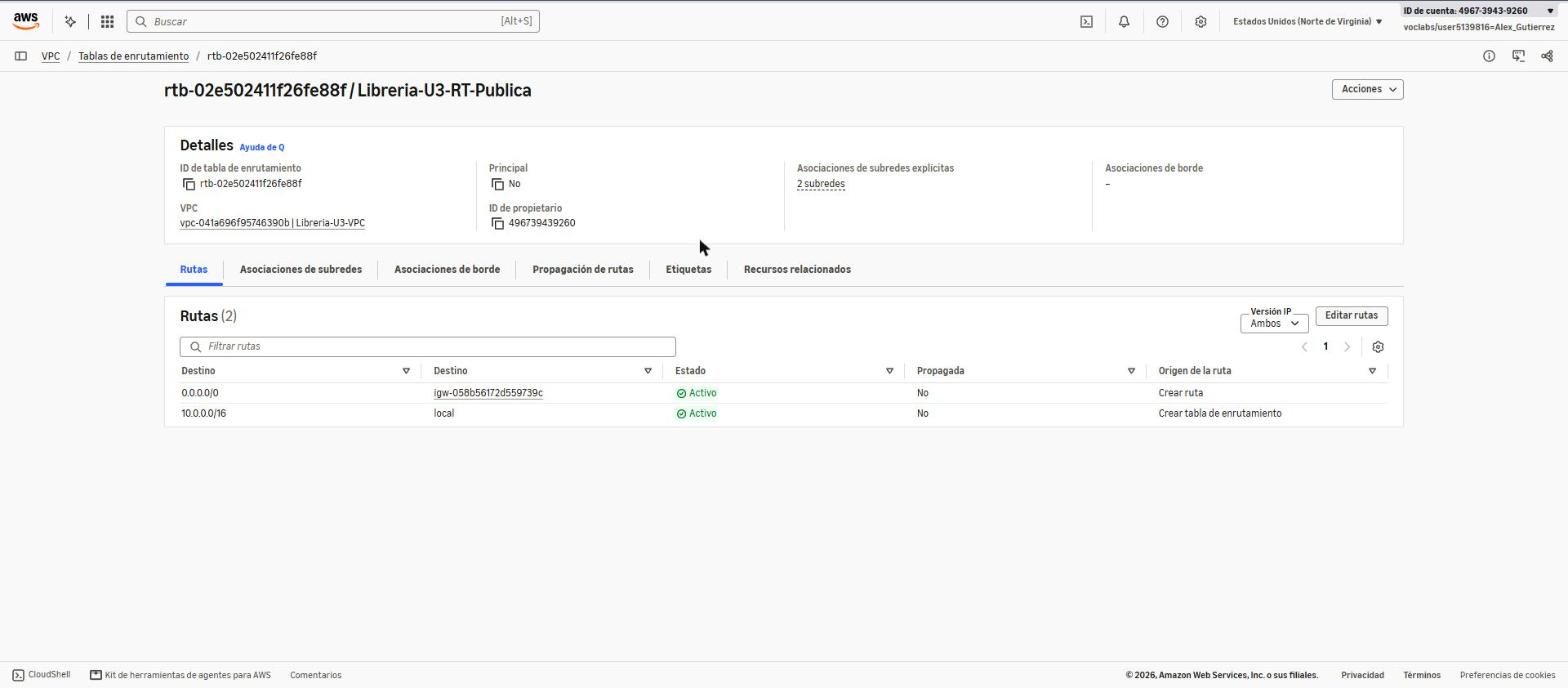 aws
Buscar [Alt+S]
Estados Unidos (Norte de Virginia)
ID de cuenta: 4967-3943-9260
voclabs/user5139816=Alex_Gutierrez
VPC / Tablas de enrutamiento / rtb-02e502411f26fe88f
rtb-02e502411f26fe88f / Libreria-U3-RT-Publica
Acciones
Detalles Ayuda de Q
ID de tabla de enrutamiento
rtb-02e502411f26fe88f
VPC
vpc-041a696f95746390b | Libreria-U3-VPC
Principal
No
ID de propietario
496739439260
Asociaciones de subredes explícitas
2 subredes
Asociaciones de borde
–
Rutas Asociaciones de subredes Asociaciones de borde Propagación de rutas Etiquetas Recursos relacionados
Rutas (2)
Versión IP
Ambos
Editar rutas
Filtrar rutas
1
Destino Destino Estado Propagada Origen de la ruta
0.0.0.0/0 igw-058b56172d559739c Activo No Crear ruta
10.0.0.0/16 local Activo No Crear tabla de enrutamiento
CloudShell Kit de herramientas de agentes para AWS Comentarios © 2026, Amazon Web Services, Inc. o sus filiales. Privacidad Términos Preferencias de cookies